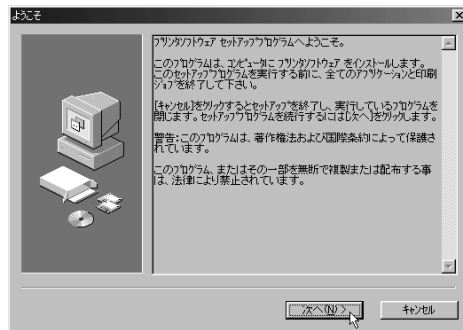 ようこそ
ﾌﾟﾘﾝﾀｿﾌﾄｳｪｱ ｾｯﾄｱｯﾌﾟﾌﾟﾛｸﾞﾗﾑへようこそ。
このﾌﾟﾛｸﾞﾗﾑは、ｺﾝﾋﾟｭｰﾀに ﾌﾟﾘﾝﾀｿﾌﾄｳｪｱ をｲﾝｽﾄｰﾙします。
このｾｯﾄｱｯﾌﾟﾌﾟﾛｸﾞﾗﾑを実行する前に、全てのｱﾌﾟﾘｹｰｼｮﾝと印刷
ｼﾞｮﾌﾞを終了して下さい。
[ｷｬﾝｾﾙ]をｸﾘｯｸするとｾｯﾄｱｯﾌﾟを終了し、実行しているﾌﾟﾛｸﾞﾗﾑを
閉じます。ｾｯﾄｱｯﾌﾟﾌﾟﾛｸﾞﾗﾑを続行するには[次へ]をｸﾘｯｸします。
警告:このﾌﾟﾛｸﾞﾗﾑは、著作権法および国際条約によって保護さ
れています。
このﾌﾟﾛｸﾞﾗﾑ、またはその一部を無断で複製または配布する事
は、法律により禁止されています。
次へ(N) >
ｷｬﾝｾﾙ